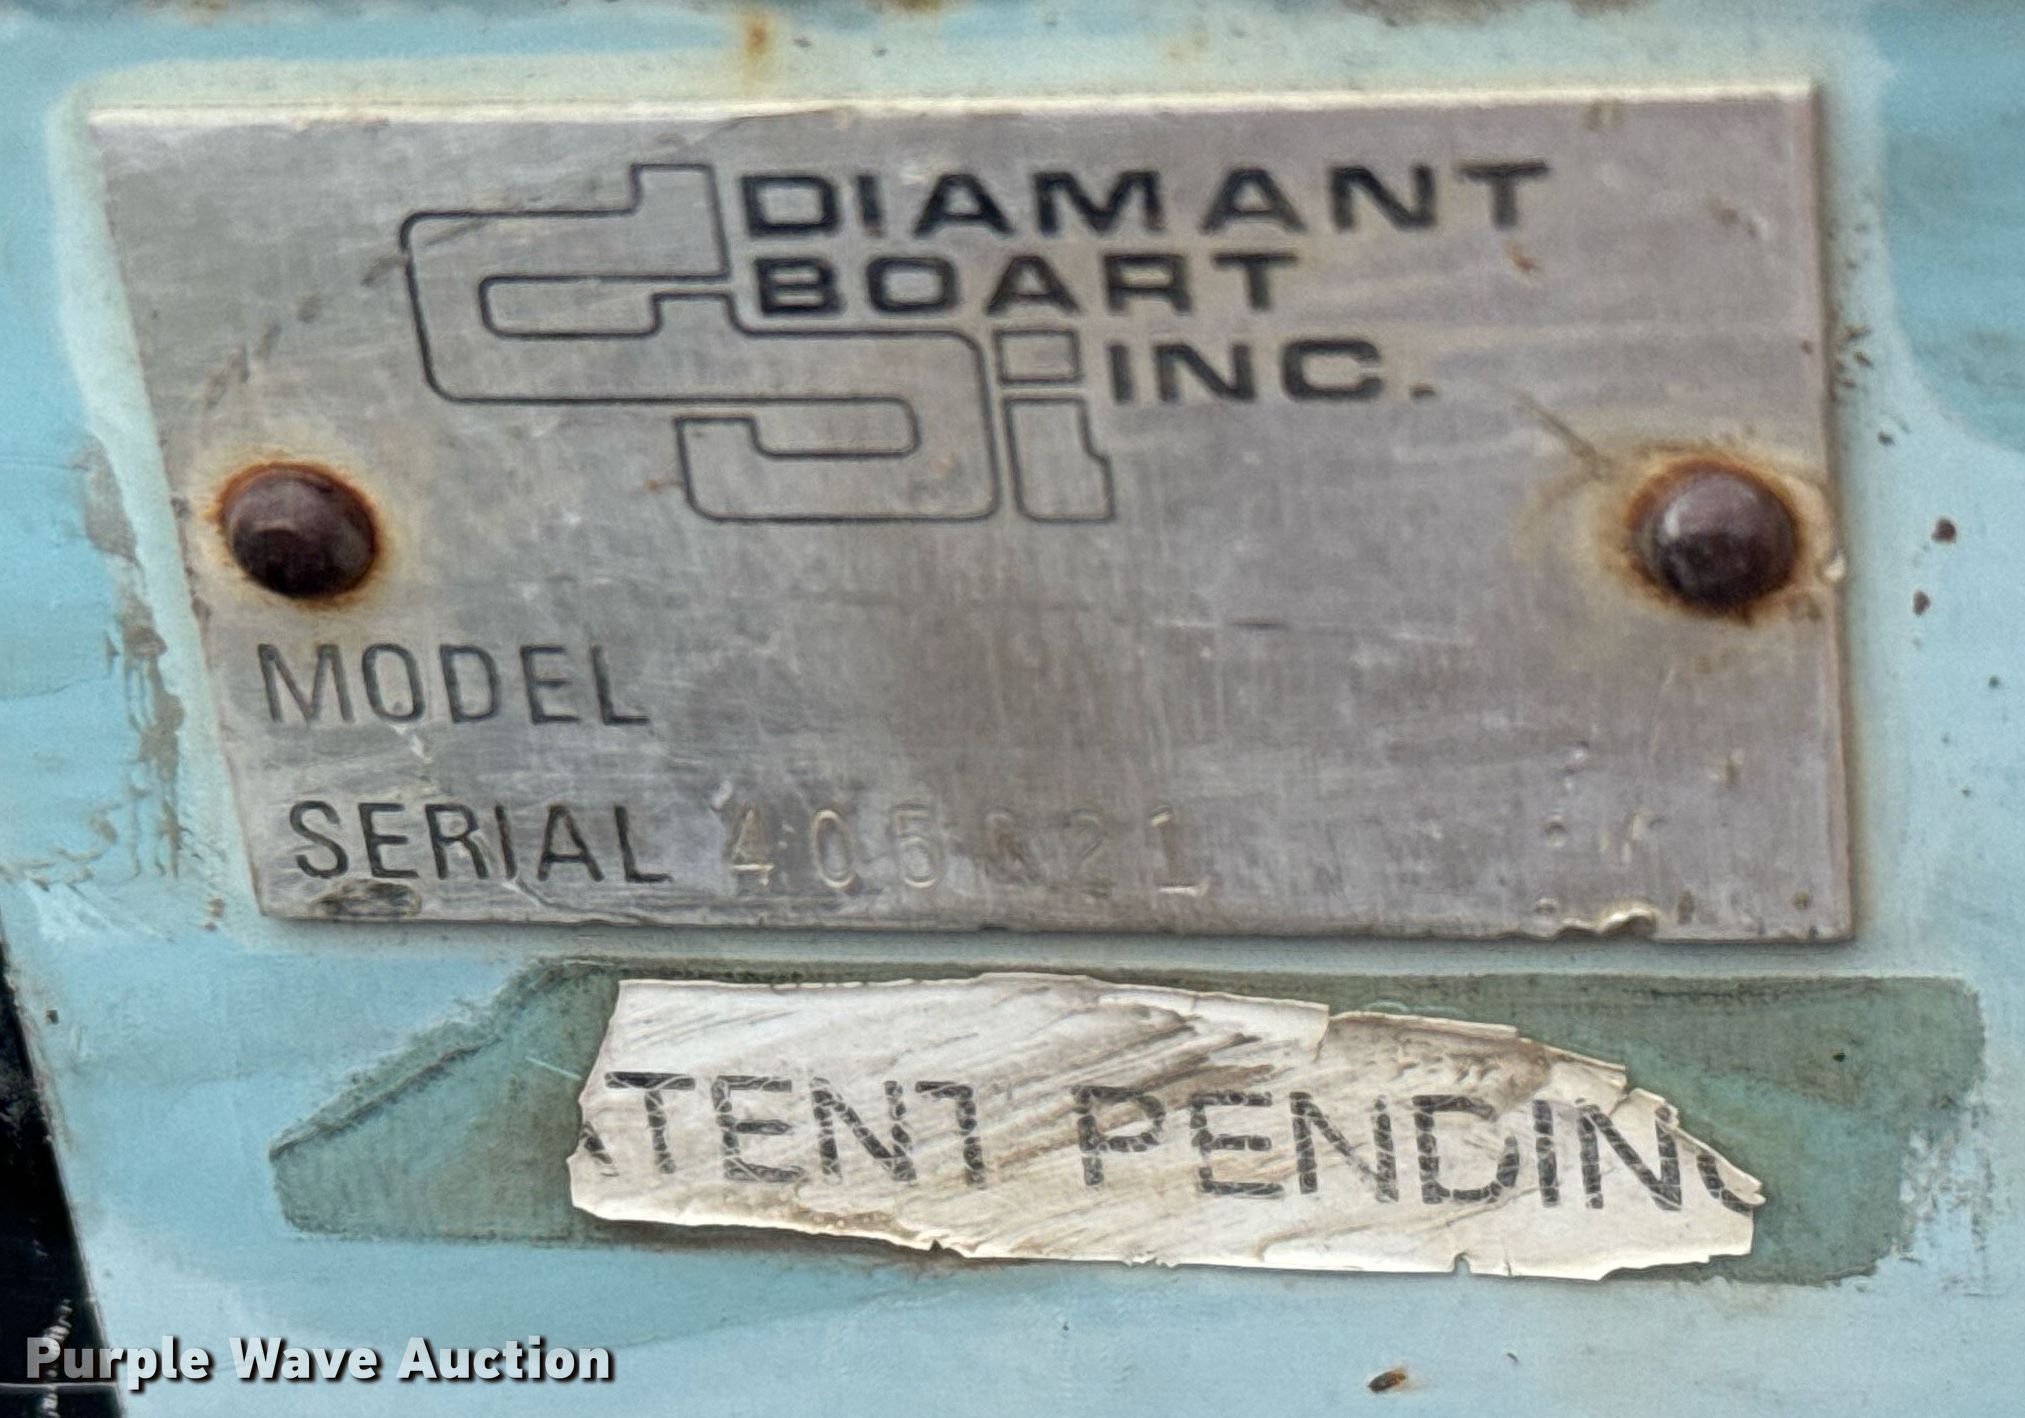 DIAMANT
BOART
INC.
MODEL
SERIAL
TENT PENDIN
Purple Wave Auction